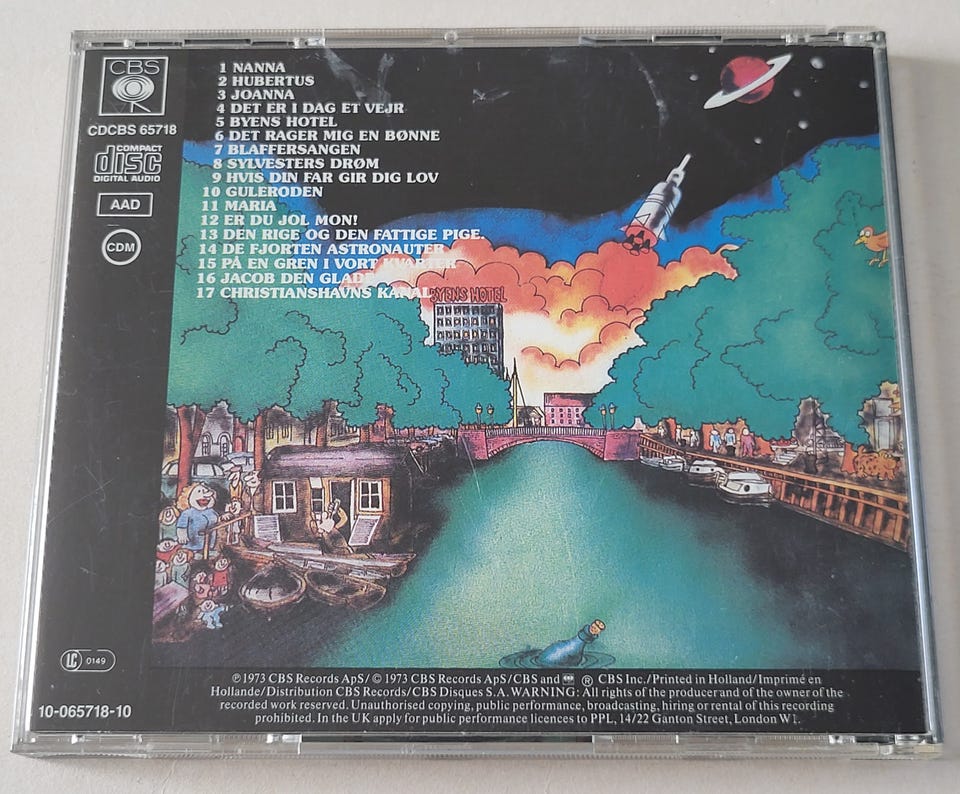 CBS
CDCBS 65718
COMPACT
disc
DIGITAL AUDIO
AAD
CDM
1 NANNA
2 HUBERTUS
3 JOANNA
4 DET ER I DAG ET VEJR
5 BYENS HOTEL
6 DET RAGER MIG EN BØNNE
7 BLAFFERSANGEN
8 SYLVESTERS DRØM
9 HVIS DIN FAR GIR DIG LOV
10 GULERODEN
11 MARIA
12 ER DU JOL MON!
13 DEN RIGE OG DEN FATTIGE PIGE.
14 DE FJORTEN ASTRONAUTER
15 PÅ EN GREN I VORT KVARTER
16 JACOB DEN GLADE
17 CHRISTIANSHAVNS KANAL
BYENS HOTEL
LC 0149
10-065718-10
℗ 1973 CBS Records ApS/ © 1973 CBS Records ApS/CBS and ® CBS Inc./Printed in Holland/Imprimé en
Hollande/Distribution CBS Records/CBS Disques S.A. WARNING: All rights of the producer and of the owner of the
recorded work reserved. Unauthorised copying, public performance, broadcasting, hiring or rental of this recording
prohibited. In the UK apply for public performance licences to PPL, 14/22 Ganton Street, London W1.